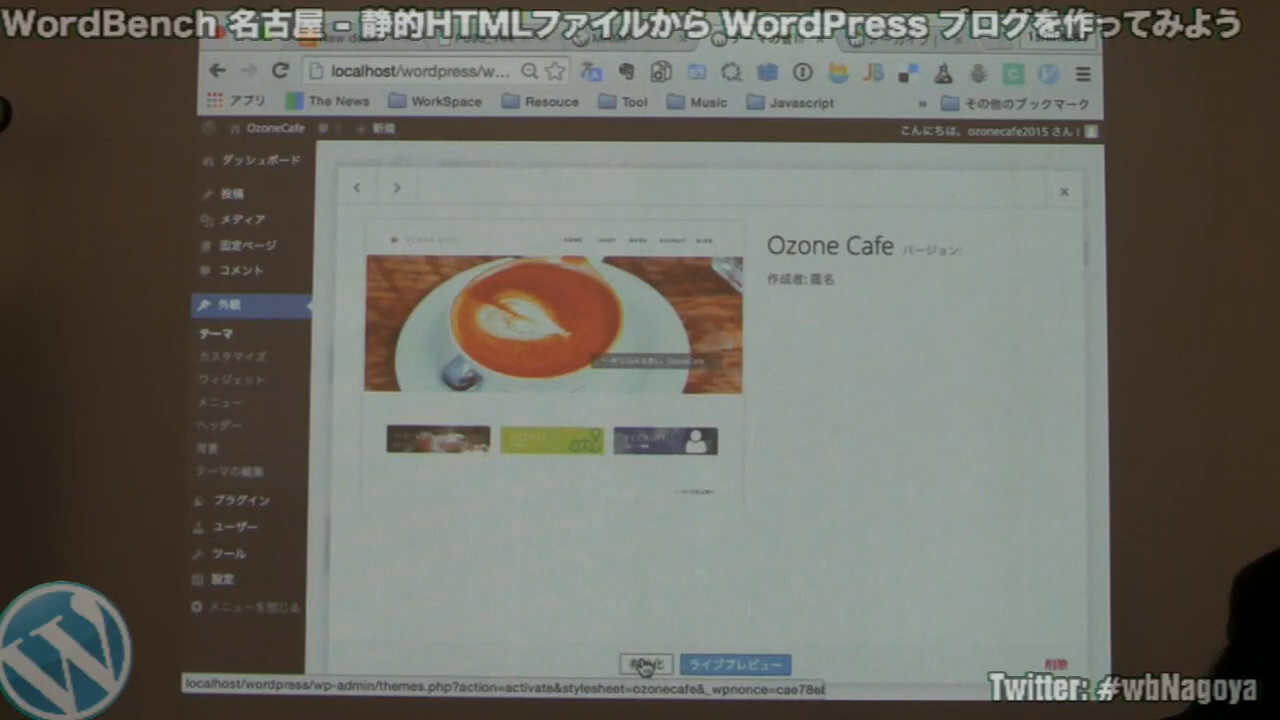 WordBench 名古屋 - 静的HTMLファイルから WordPress ブログを作ってみよう
localhost/wordpress/w...
アプリ The News WorkSpace Resouce Tool Music Javascript » その他のブックマーク
OzoneCafe 新規 こんにちは、ozonecafe2015 さん!
ダッシュボード
投稿
メディア
固定ページ
コメント
外観
テーマ
カスタマイズ
ウィジェット
メニュー
ヘッダー
背景
テーマの編集
プラグイン
ユーザー
ツール
設定
メニューを閉じる
Ozone Cafe バージョン:
作成者: 匿名
ライブプレビュー
削除
localhost/wordpress/wp-admin/themes.php?action=activate&stylesheet=ozonecafe&_wpnonce=cae78
Twitter: #wbNagoya